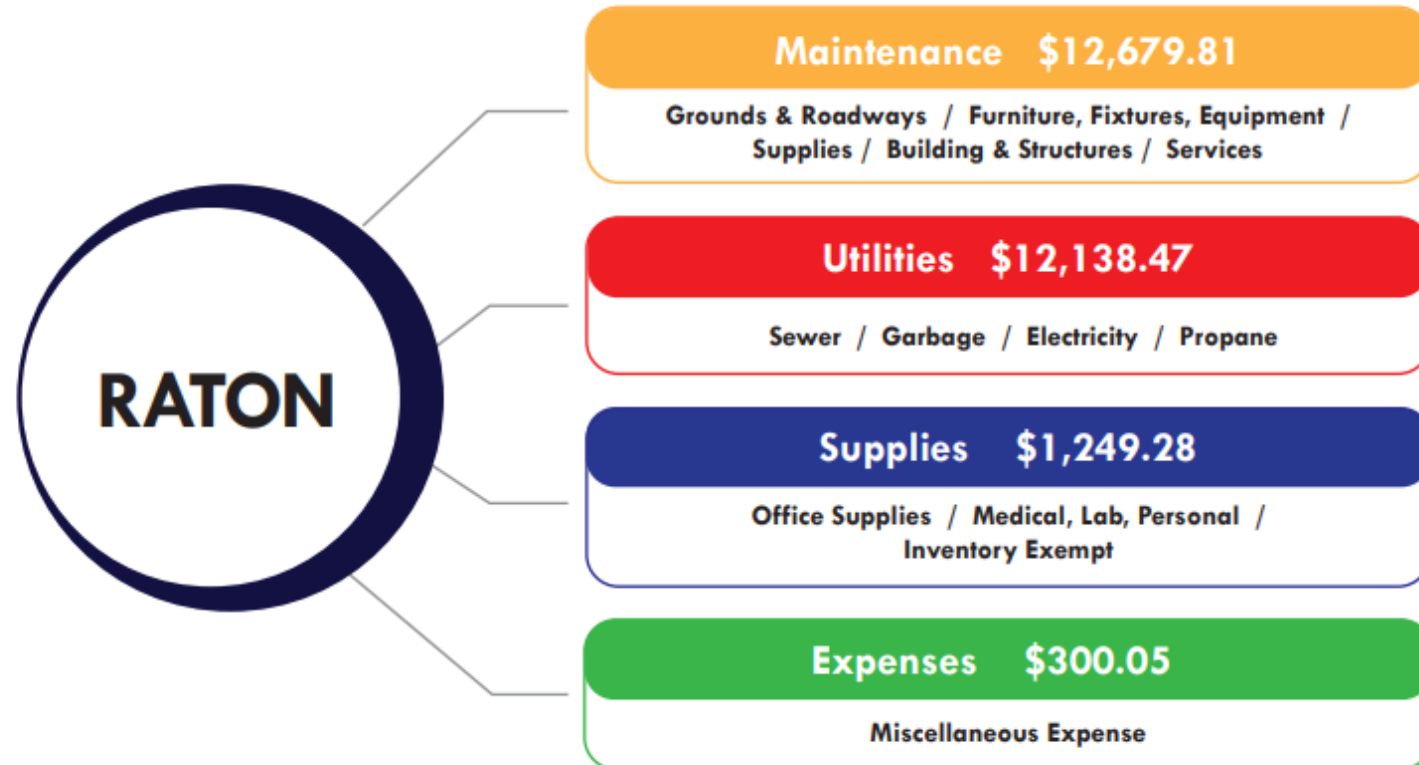 RATON
Maintenance $12,679.81
Grounds & Roadways / Furniture, Fixtures, Equipment /
Supplies / Building & Structures / Services
Utilities $12,138.47
Sewer / Garbage / Electricity / Propane
Supplies $1,249.28
Office Supplies / Medical, Lab, Personal /
Inventory Exempt
Expenses $300.05
Miscellaneous Expense